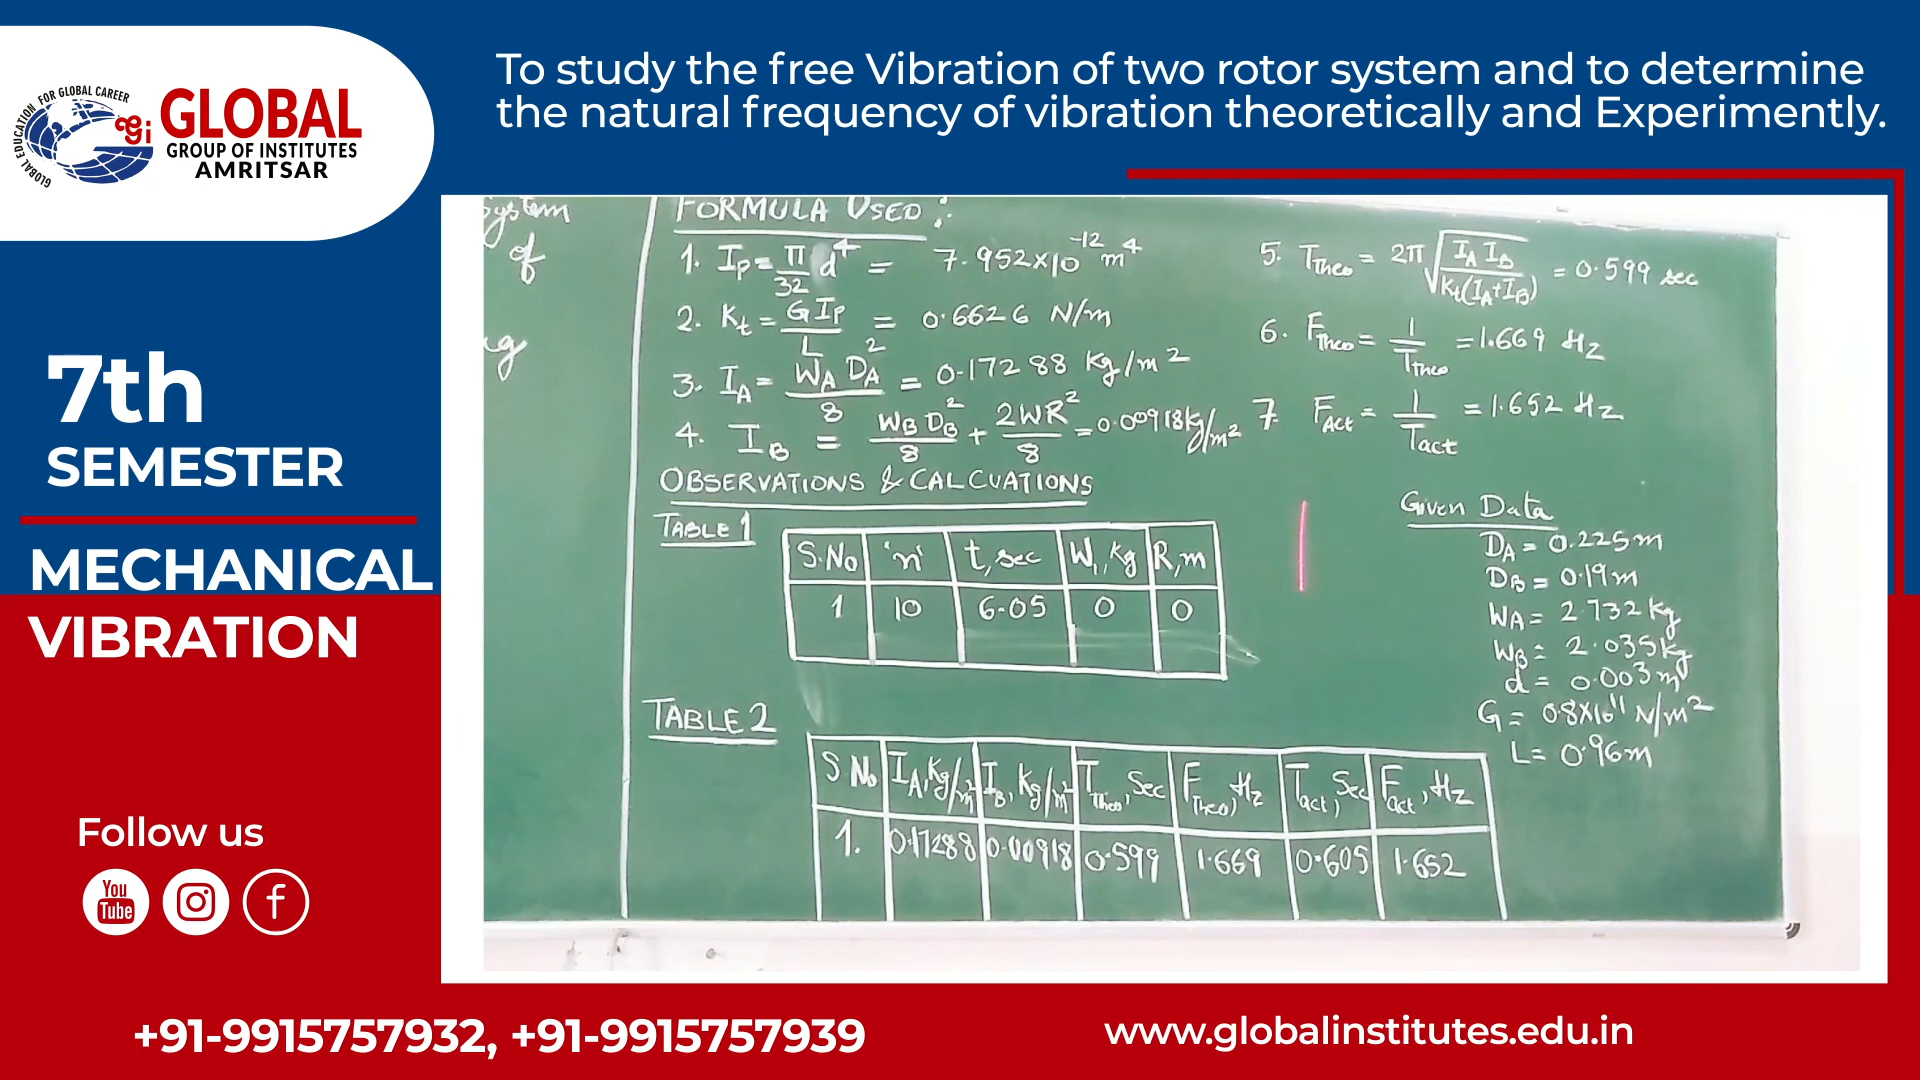 GLOBAL EDUCATION FOR GLOBAL CAREER
ggi
GLOBAL
GROUP OF INSTITUTES
AMRITSAR
To study the free Vibration of two rotor system and to determine
the natural frequency of vibration theoretically and Experimently.
7th
SEMESTER
MECHANICAL
VIBRATION
Follow us
You
Tube
f
System
of
FORMULA USED :
1. Ip = π/32 d⁴ = 7.952×10⁻¹² m⁴
2. Kt = G Ip / L = 0.6626 N/m
3. IA = WA DA² / 8 = 0.17288 Kg/m²
4. IB = WB DB² / 8 + 2WR² / 8 = 0.00918 kg/m²
5. TTheo = 2π √(IA IB / Kt(IA+IB)) = 0.599 sec
6. FTheo = 1 / TTheo = 1.669 Hz
7. FAct = 1 / Tact = 1.652 Hz
OBSERVATIONS & CALCUATIONS
TABLE 1
S.No 'n' t, sec W1, Kg R, m
1 10 6.05 0 0
Given Data
DA = 0.225m
DB = 0.19m
WA = 2.732 kg
WB = 2.035 kg
d = 0.003 m
G = 0.8×10¹¹ N/m²
L = 0.96m
TABLE 2
S No IA, Kg/m² IB, Kg/m² TTheo, Sec FTheo, Hz Tact, Sec Fact, Hz
1. 0.17288 0.00918 0.599 1.669 0.605 1.652
+91-9915757932, +91-9915757939
www.globalinstitutes.edu.in